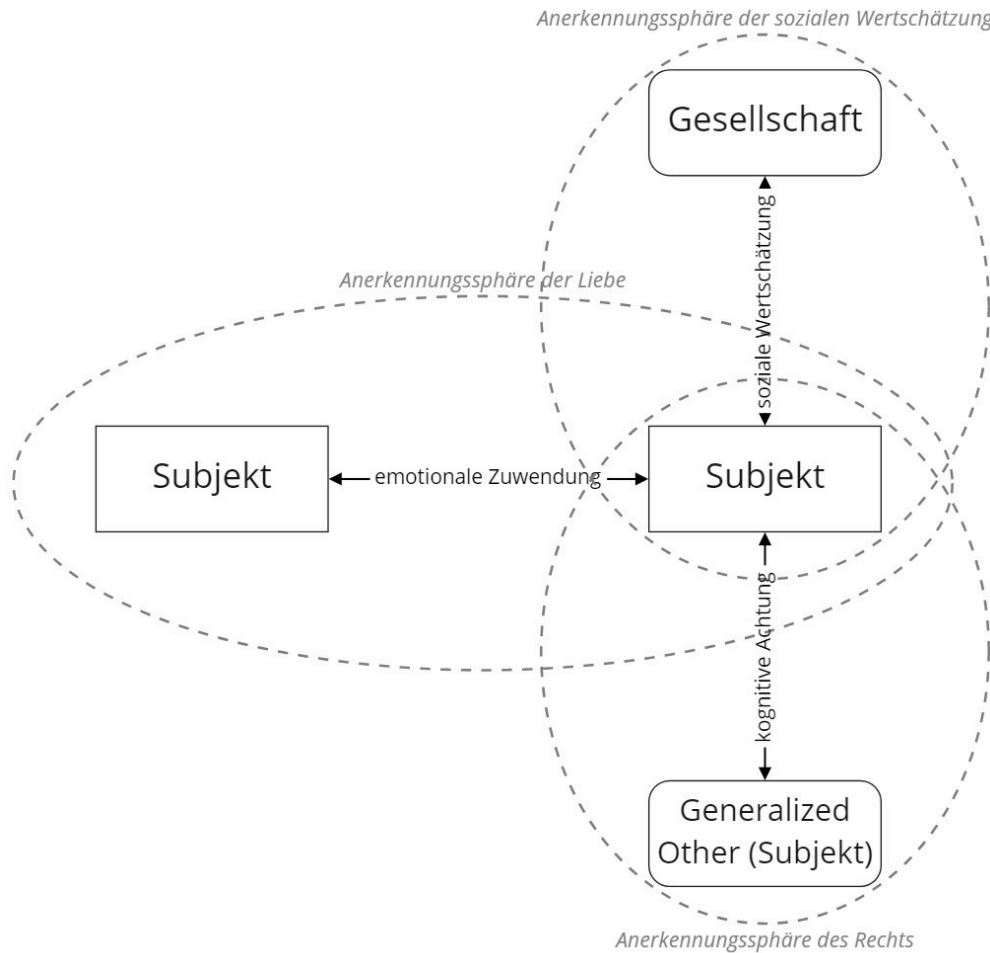 Anerkennungssphäre der sozialen Wertschätzung
Gesellschaft
soziale Wertschätzung
Anerkennungssphäre der Liebe
Subjekt
emotionale Zuwendung
Subjekt
kognitive Achtung
Generalized
Other (Subjekt)
Anerkennungssphäre des Rechts